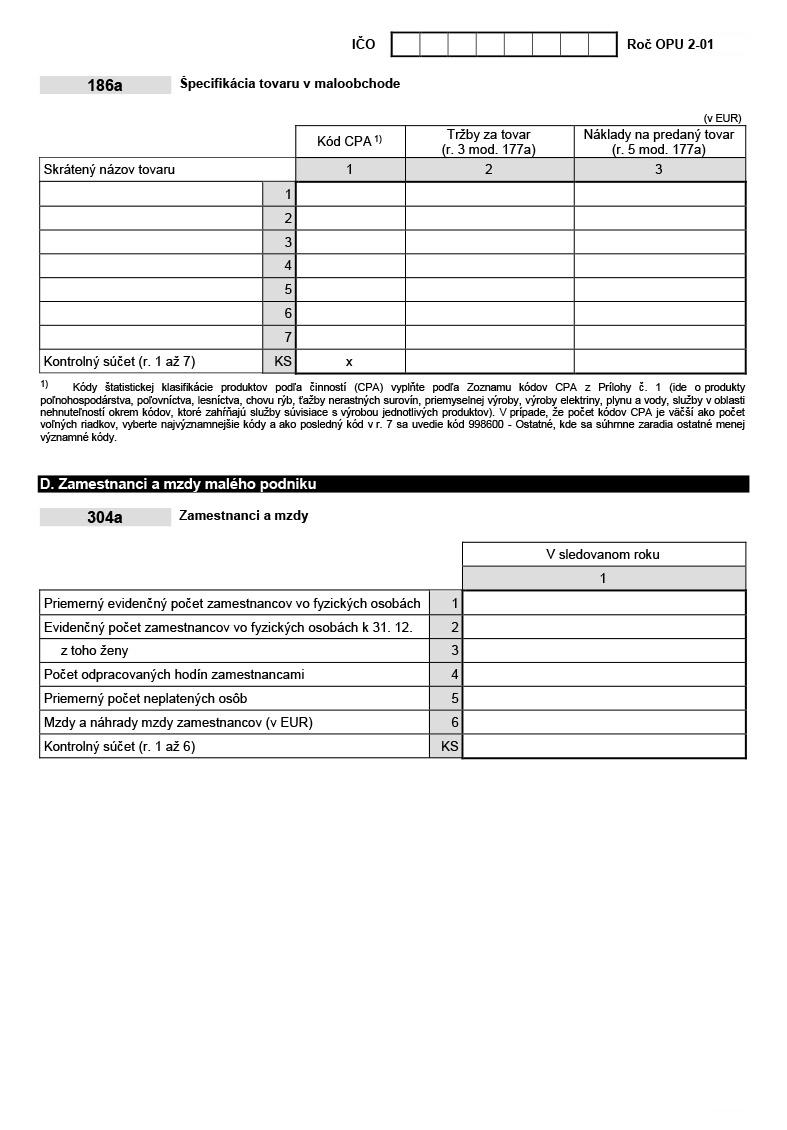 IČO Roč OPU 2-01
186a Špecifikácia tovaru v maloobchode
(v EUR)
Kód CPA 1) Tržby za tovar (r. 3 mod. 177a) Náklady na predaný tovar (r. 5 mod. 177a)
Skrátený názov tovaru 1 2 3
1
2
3
4
5
6
7
Kontrolný súčet (r. 1 až 7) KS x
1) Kódy štatistickej klasifikácie produktov podľa činností (CPA) vyplňte podľa Zoznamu kódov CPA z Prílohy č. 1 (ide o produkty
poľnohospodárstva, poľovníctva, lesníctva, chovu rýb, ťažby nerastných surovín, priemyselnej výroby, výroby elektriny, plynu a vody, služby v oblasti
nehnuteľností okrem kódov, ktoré zahŕňajú služby súvisiace s výrobou jednotlivých produktov). V prípade, že počet kódov CPA je väčší ako počet
voľných riadkov, vyberte najvýznamnejšie kódy a ako posledný kód v r. 7 sa uvedie kód 998600 - Ostatné, kde sa súhrnne zaradia ostatné menej
významné kódy.
D. Zamestnanci a mzdy malého podniku
304a Zamestnanci a mzdy
V sledovanom roku
1
Priemerný evidenčný počet zamestnancov vo fyzických osobách 1
Evidenčný počet zamestnancov vo fyzických osobách k 31. 12. 2
z toho ženy 3
Počet odpracovaných hodín zamestnancami 4
Priemerný počet neplatených osôb 5
Mzdy a náhrady mzdy zamestnancov (v EUR) 6
Kontrolný súčet (r. 1 až 6) KS